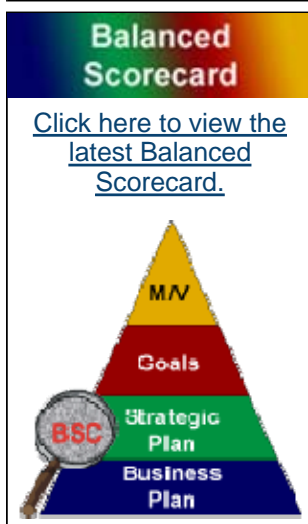 Balanced
Scorecard
Click here to view the
latest Balanced
Scorecard.
M/V
Goals
BSC
Strategic
Plan
Business
Plan